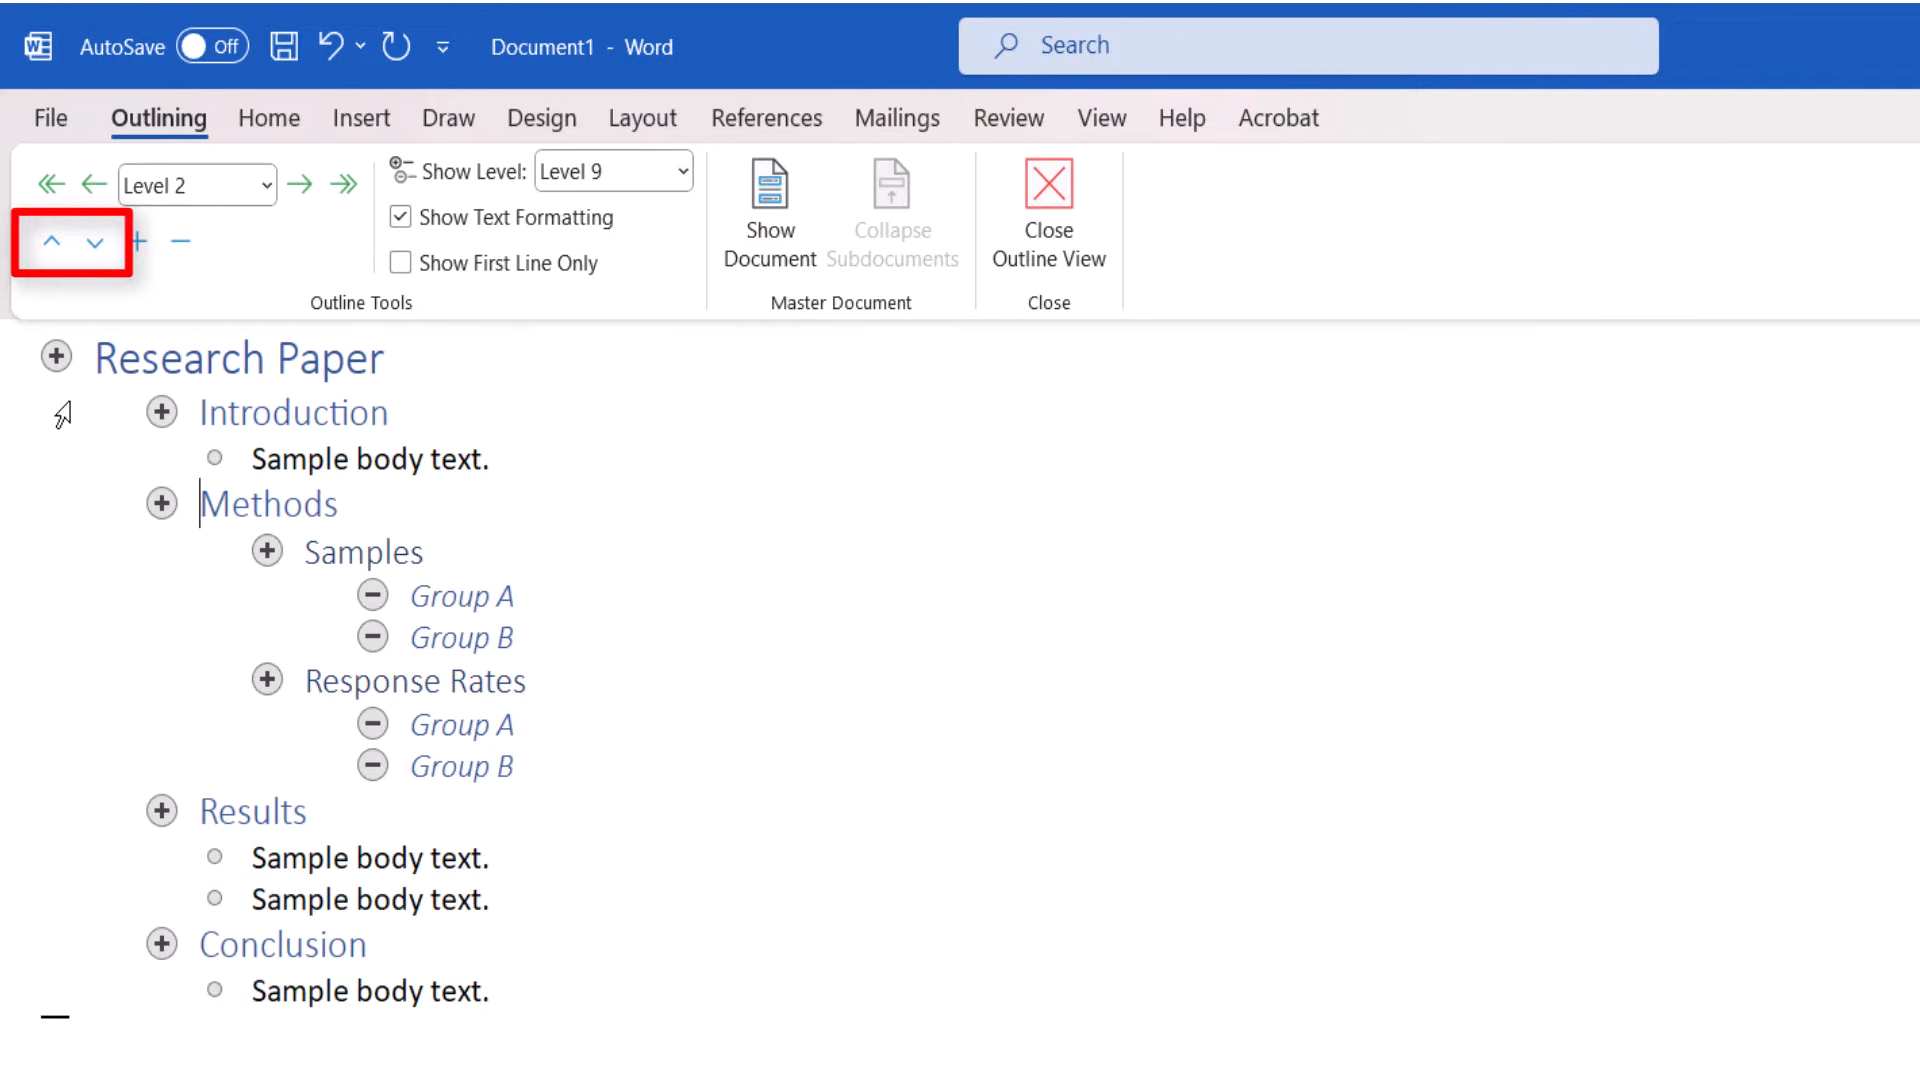 AutoSave Off Document1 - Word Search
File Outlining Home Insert Draw Design Layout References Mailings Review View Help Acrobat
Level 2 Show Level: Level 9
Show Text Formatting
Show First Line Only
Outline Tools
Show Document
Collapse Subdocuments
Master Document
Close Outline View
Close
Research Paper
Introduction
Sample body text.
Methods
Samples
Group A
Group B
Response Rates
Group A
Group B
Results
Sample body text.
Sample body text.
Conclusion
Sample body text.